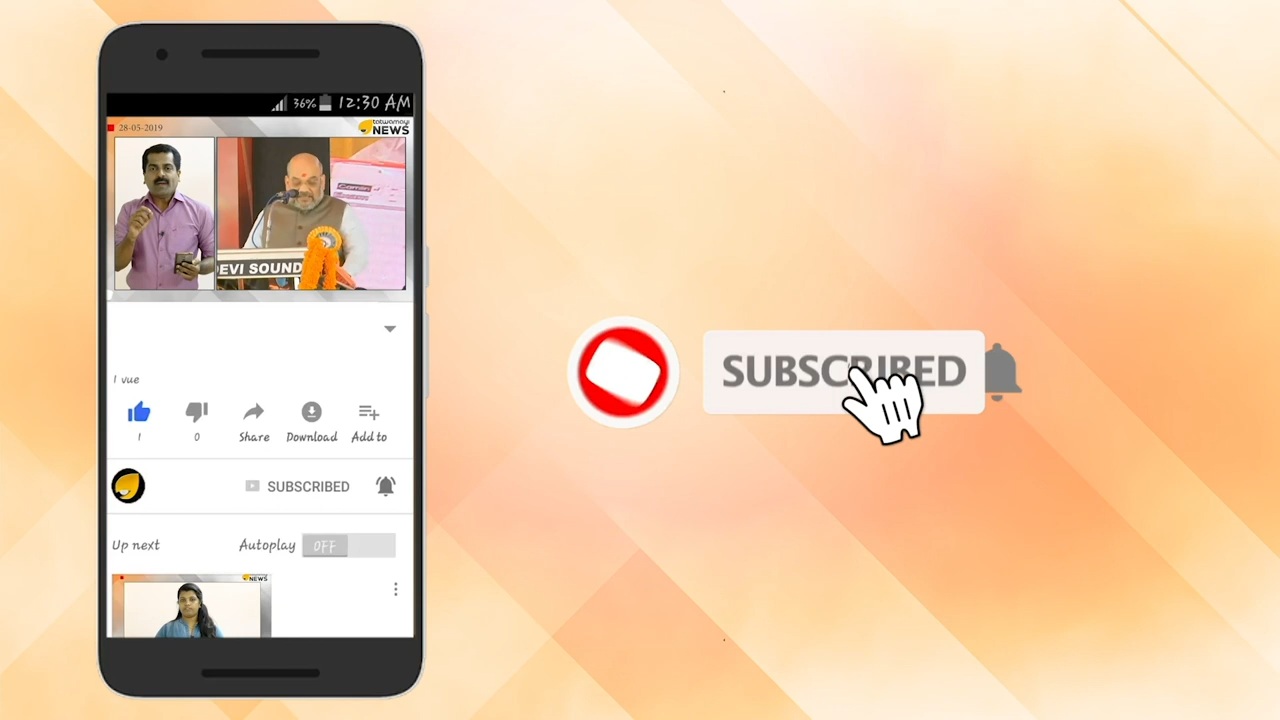 36% 12:30 AM
28-05-2019
tatwamayi
NEWS
DEVI SOUND
1 vue
1
0
Share
Download
Add to
SUBSCRIBED
Up next
Autoplay
OFF
NEWS
SUBSCRIBED